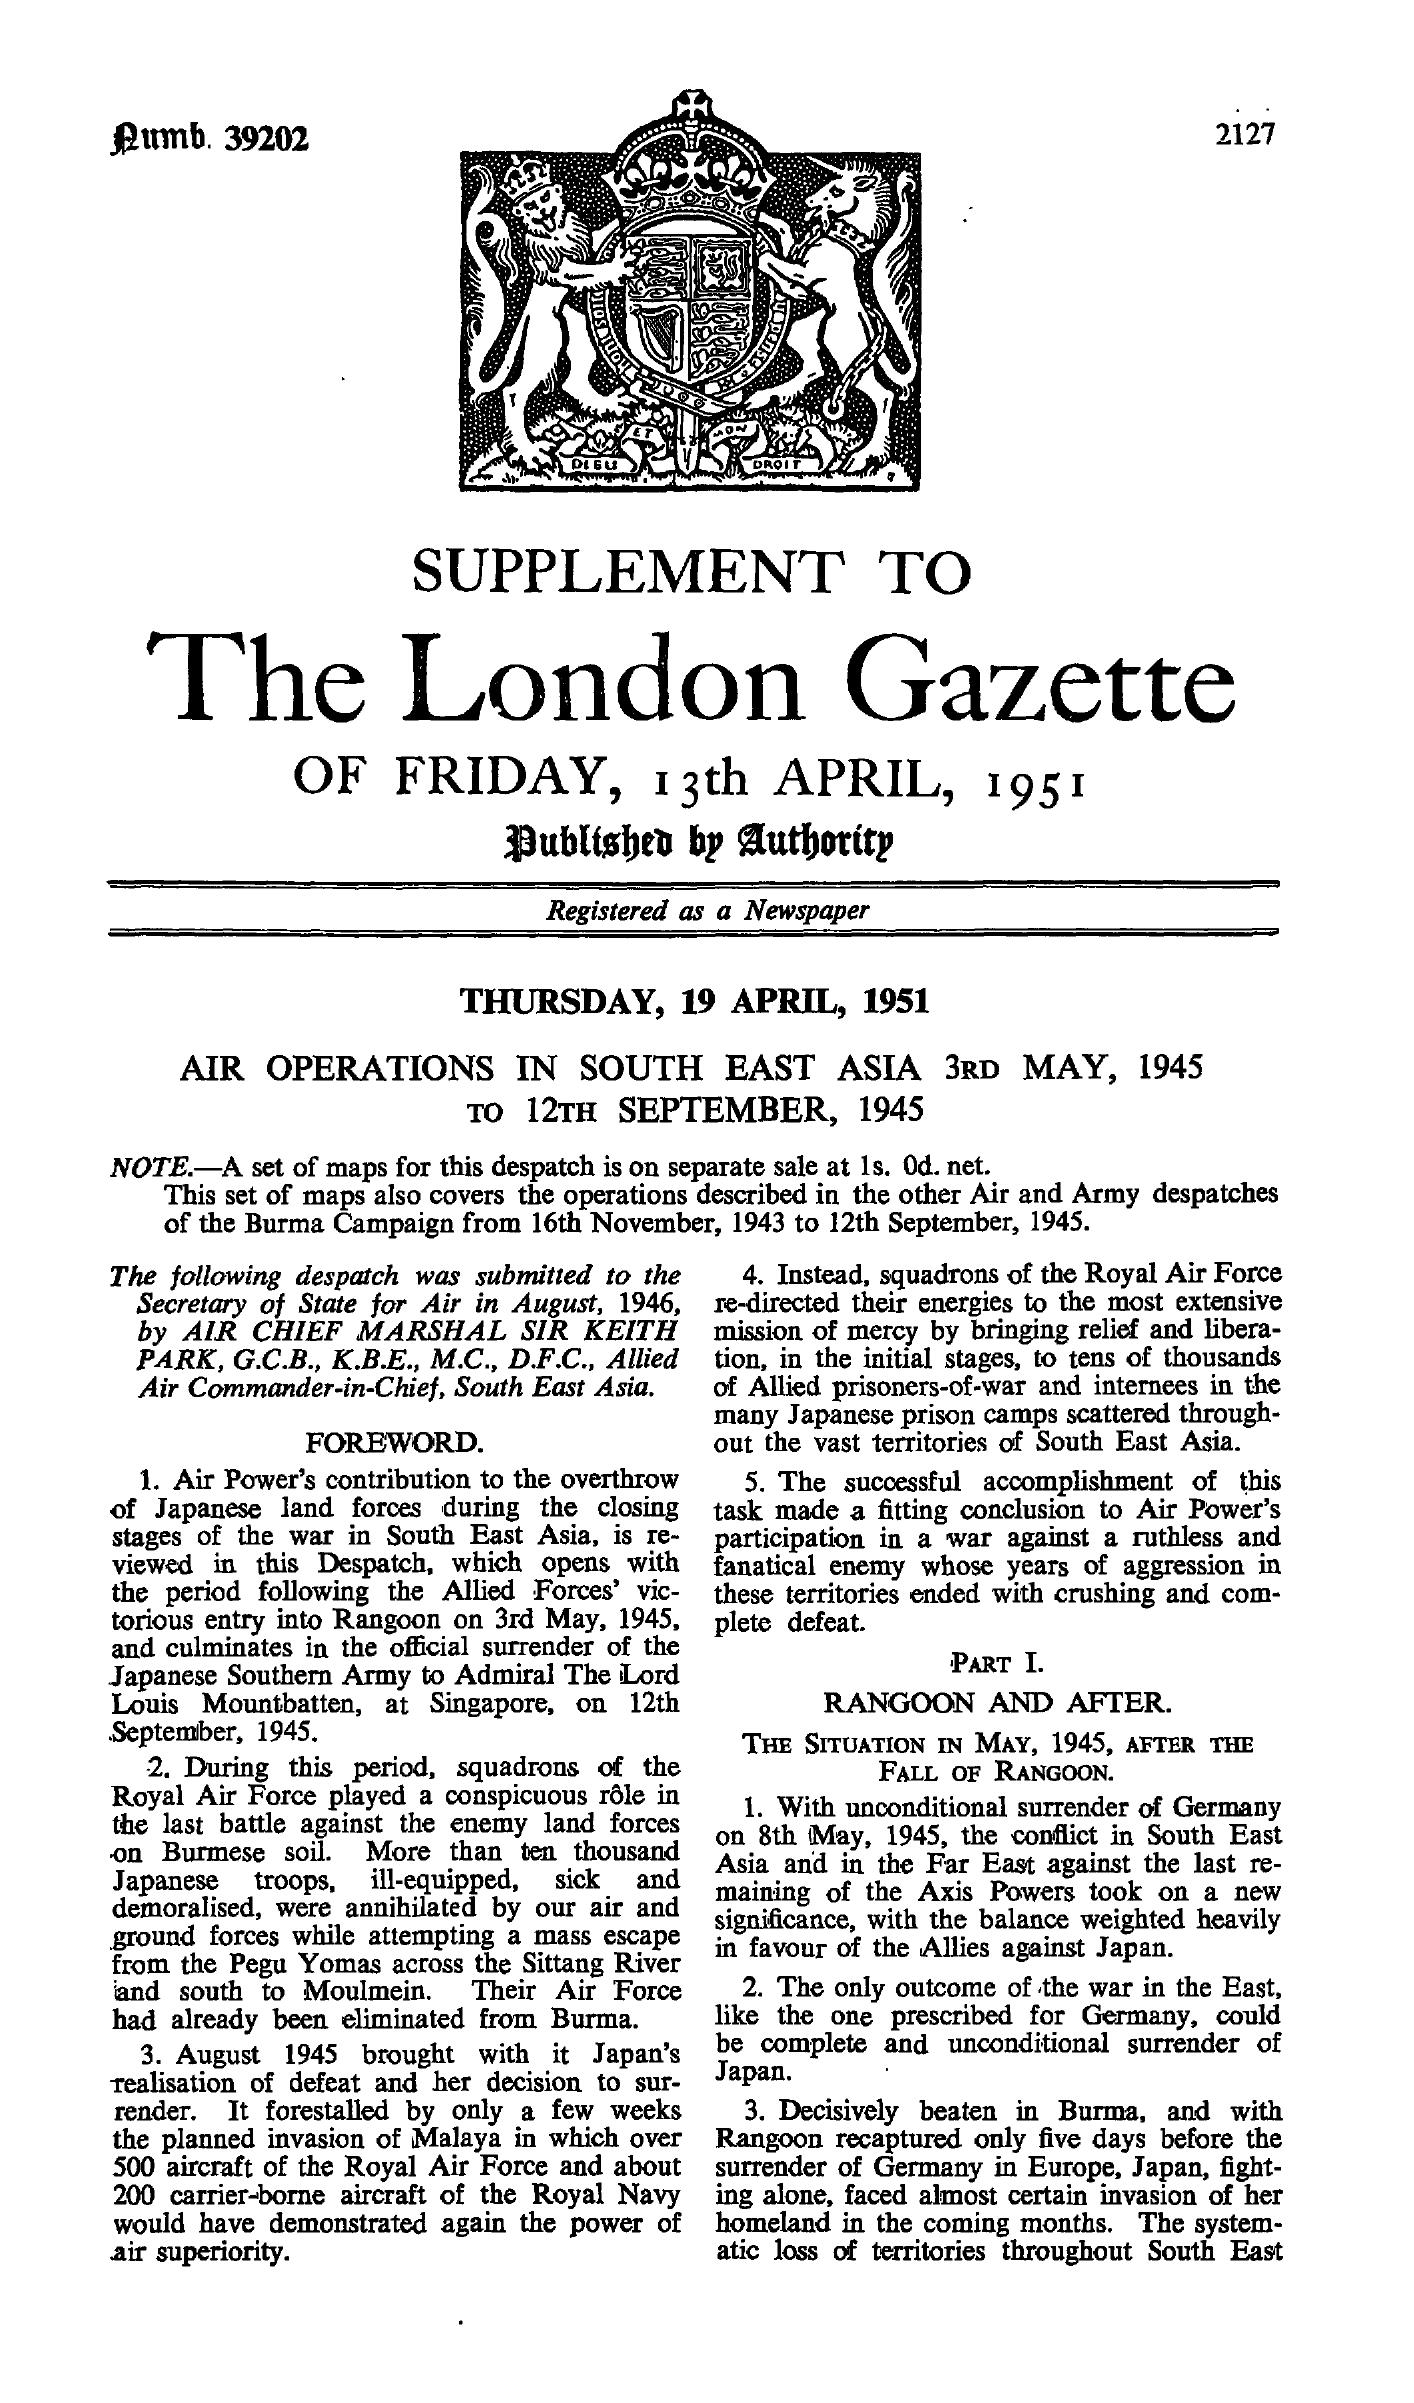 Numb. 39202
2127
DIEU ET MON DROIT
SUPPLEMENT TO
The London Gazette
OF FRIDAY, 13th APRIL, 1951
Published by Authority
Registered as a Newspaper
THURSDAY, 19 APRIL, 1951
AIR OPERATIONS IN SOUTH EAST ASIA 3RD MAY, 1945
TO 12TH SEPTEMBER, 1945
NOTE.—A set of maps for this despatch is on separate sale at 1s. 0d. net.
This set of maps also covers the operations described in the other Air and Army despatches
of the Burma Campaign from 16th November, 1943 to 12th September, 1945.
The following despatch was submitted to the
Secretary of State for Air in August, 1946,
by AIR CHIEF MARSHAL SIR KEITH
PARK, G.C.B., K.B.E., M.C., D.F.C., Allied
Air Commander-in-Chief, South East Asia.
FOREWORD.
1. Air Power's contribution to the overthrow
of Japanese land forces during the closing
stages of the war in South East Asia, is re-
viewed in this Despatch, which opens with
the period following the Allied Forces' vic-
torious entry into Rangoon on 3rd May, 1945,
and culminates in the official surrender of the
Japanese Southern Army to Admiral The Lord
Louis Mountbatten, at Singapore, on 12th
September, 1945.
2. During this period, squadrons of the
Royal Air Force played a conspicuous rôle in
the last battle against the enemy land forces
on Burmese soil. More than ten thousand
Japanese troops, ill-equipped, sick and
demoralised, were annihilated by our air and
ground forces while attempting a mass escape
from the Pegu Yomas across the Sittang River
and south to Moulmein. Their Air Force
had already been eliminated from Burma.
3. August 1945 brought with it Japan's
realisation of defeat and her decision to sur-
render. It forestalled by only a few weeks
the planned invasion of Malaya in which over
500 aircraft of the Royal Air Force and about
200 carrier-borne aircraft of the Royal Navy
would have demonstrated again the power of
air superiority.
4. Instead, squadrons of the Royal Air Force
re-directed their energies to the most extensive
mission of mercy by bringing relief and libera-
tion, in the initial stages, to tens of thousands
of Allied prisoners-of-war and internees in the
many Japanese prison camps scattered through-
out the vast territories of South East Asia.
5. The successful accomplishment of this
task made a fitting conclusion to Air Power's
participation in a war against a ruthless and
fanatical enemy whose years of aggression in
these territories ended with crushing and com-
plete defeat.
PART I.
RANGOON AND AFTER.
THE SITUATION IN MAY, 1945, AFTER THE
FALL OF RANGOON.
1. With unconditional surrender of Germany
on 8th May, 1945, the conflict in South East
Asia and in the Far East against the last re-
maining of the Axis Powers took on a new
significance, with the balance weighted heavily
in favour of the Allies against Japan.
2. The only outcome of the war in the East,
like the one prescribed for Germany, could
be complete and unconditional surrender of
Japan.
3. Decisively beaten in Burma, and with
Rangoon recaptured only five days before the
surrender of Germany in Europe, Japan, fight-
ing alone, faced almost certain invasion of her
homeland in the coming months. The system-
atic loss of territories throughout South East